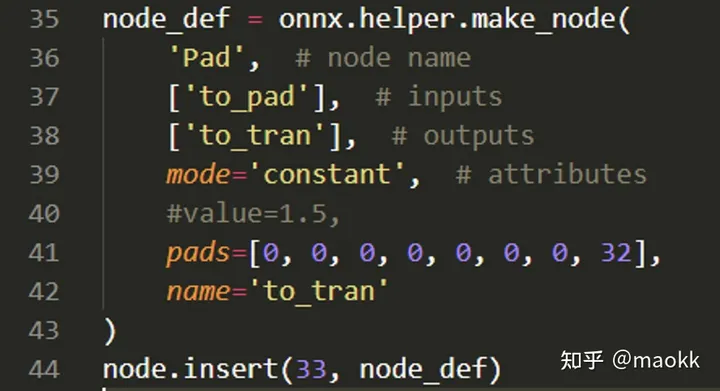 35 node_def = onnx.helper.make_node(
36     'Pad',  # node name
37     ['to_pad'],  # inputs
38     ['to_tran'],  # outputs
39     mode='constant',  # attributes
40     #value=1.5,
41     pads=[0, 0, 0, 0, 0, 0, 0, 32],
42     name='to_tran'
43 )
44 node.insert(33, node_def)
知乎 @maokk